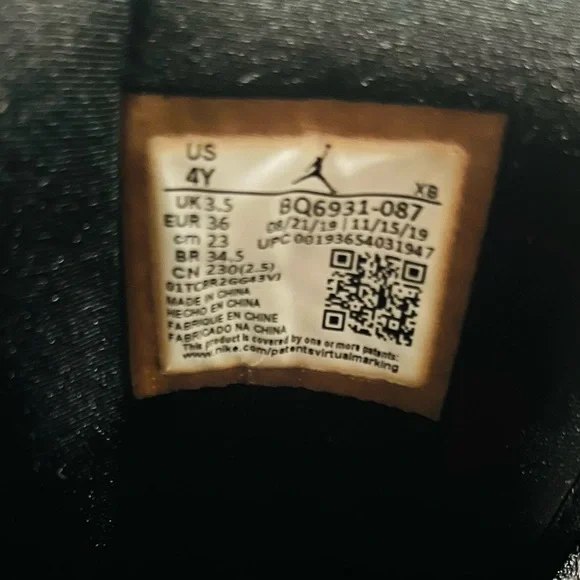 US
4Y
XB
UK 3.5
BQ6931-087
EUR 36
08/21/19 | 11/15/19
cm 23
UPC 00193654031947
BR 34.5
CN 230(2.5)
MADE IN CHINA
HECHO EN CHINA
FABRIQUE EN CHINE
FABRICADO NA CHINA
This product is covered by one or more patents:
www.nike.com/patentsvirtualmarking